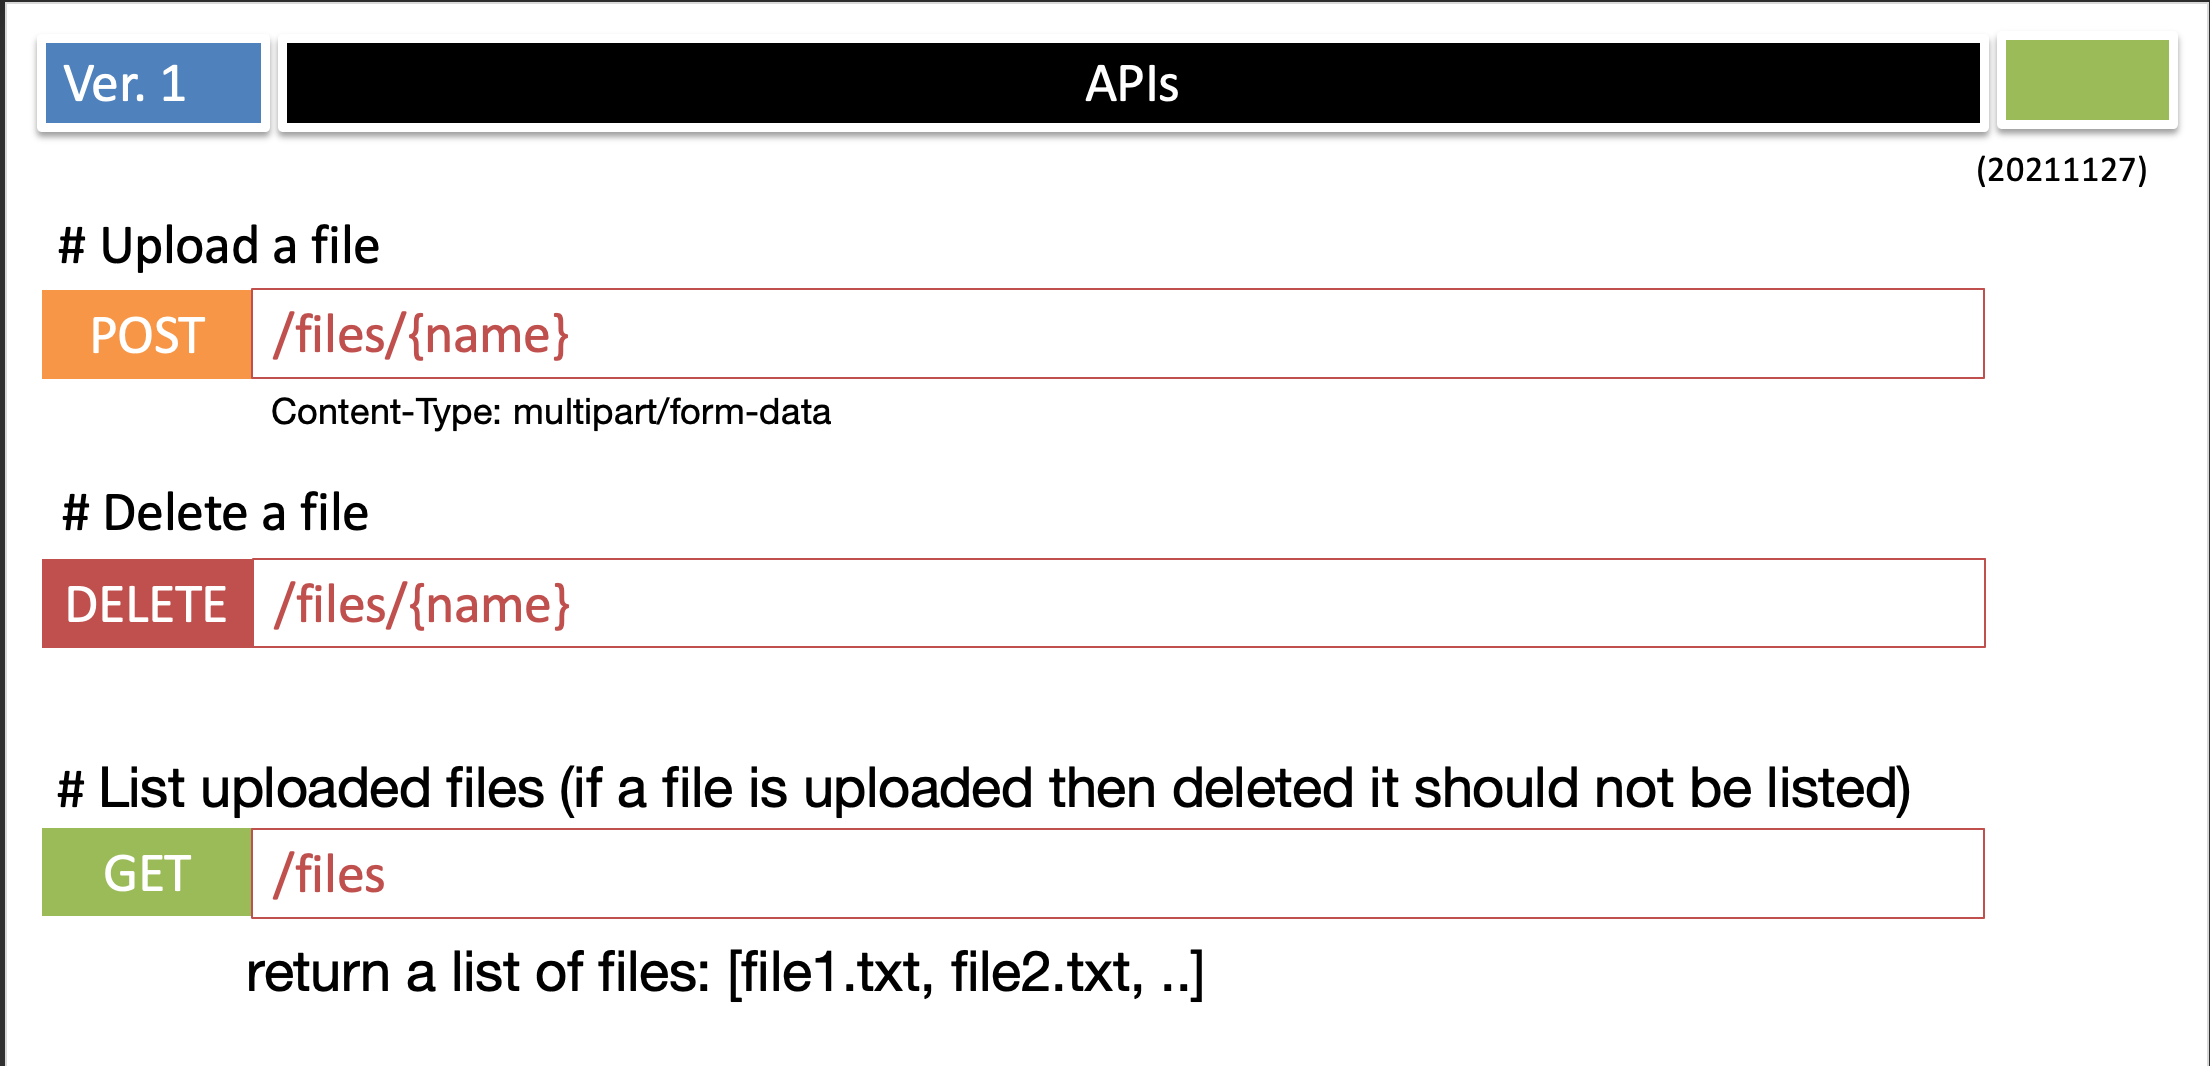 Ver. 1
APIs
(20211127)
# Upload a file
POST /files/{name}
Content-Type: multipart/form-data
# Delete a file
DELETE /files/{name}
# List uploaded files (if a file is uploaded then deleted it should not be listed)
GET /files
return a list of files: [file1.txt, file2.txt, ..]